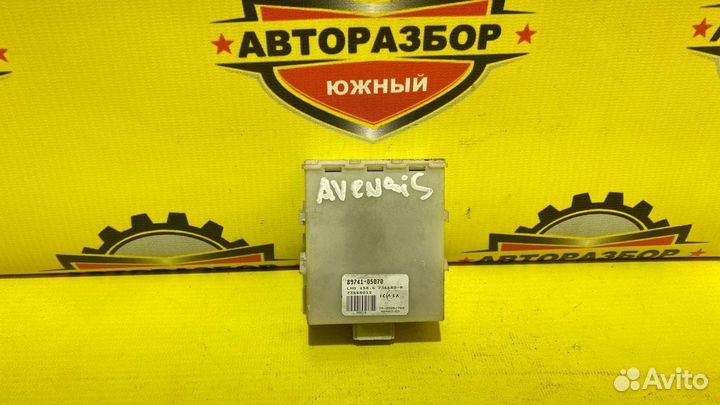 АВТОРАЗБОР
ЮЖНЫЙ
AVENSiS
89741-05070
Avito